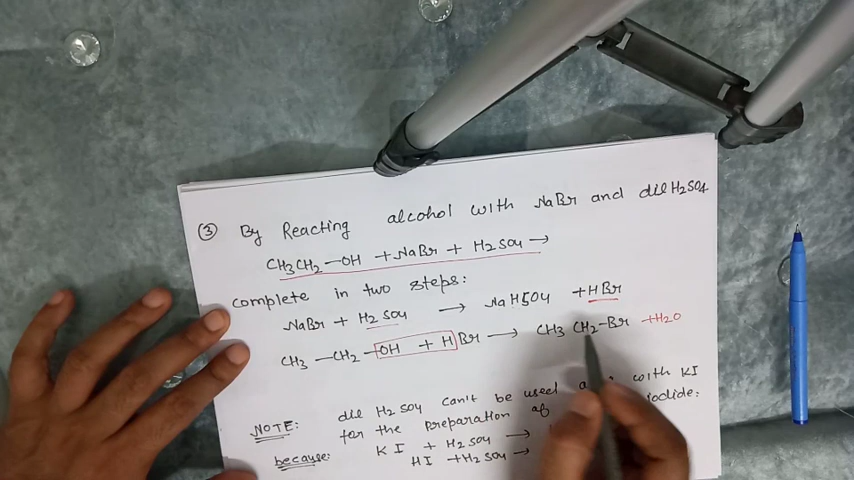 ③ By Reacting alcohol with NaBr and dil H2SO4
CH3CH2-OH + NaBr + H2SO4 →
complete in two steps:
NaBr + H2SO4 → NaHSO4 + HBr
CH3-CH2-OH + HBr → CH3CH2-Br + H2O
NOTE: dil H2SO4 can't be used with KI
for the preparation of iodide:
because: KI + H2SO4 →
HI + H2SO4 →